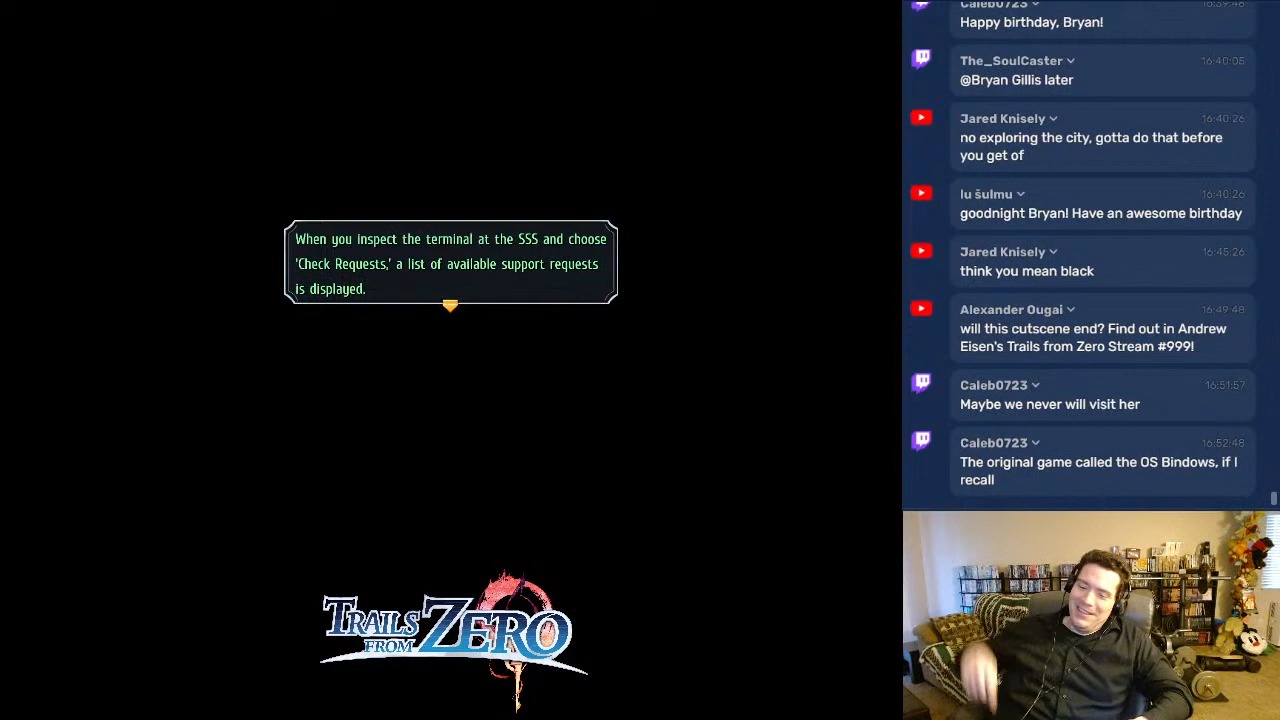 When you inspect the terminal at the SSS and choose
'Check Requests,' a list of available support requests
is displayed.
TRAILS
FROM ZERO
Caleb0723 16:39:46
Happy birthday, Bryan!
The_SoulCaster 16:40:05
@Bryan Gillis later
Jared Knisely 16:40:26
no exploring the city, gotta do that before
you get of
lu šulmu 16:40:26
goodnight Bryan! Have an awesome birthday
Jared Knisely 16:45:26
think you mean black
Alexander Ougai 16:49:48
will this cutscene end? Find out in Andrew
Eisen's Trails from Zero Stream #999!
Caleb0723 16:51:57
Maybe we never will visit her
Caleb0723 16:52:48
The original game called the OS Bindows, if I
recall